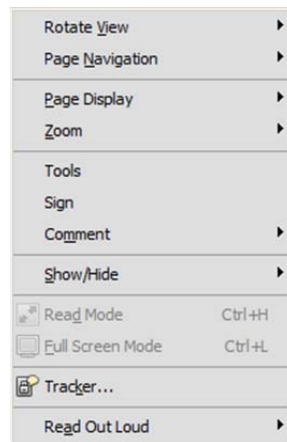 Rotate View
Page Navigation
Page Display
Zoom
Tools
Sign
Comment
Show/Hide
Read Mode Ctrl+H
Full Screen Mode Ctrl+L
Tracker...
Read Out Loud